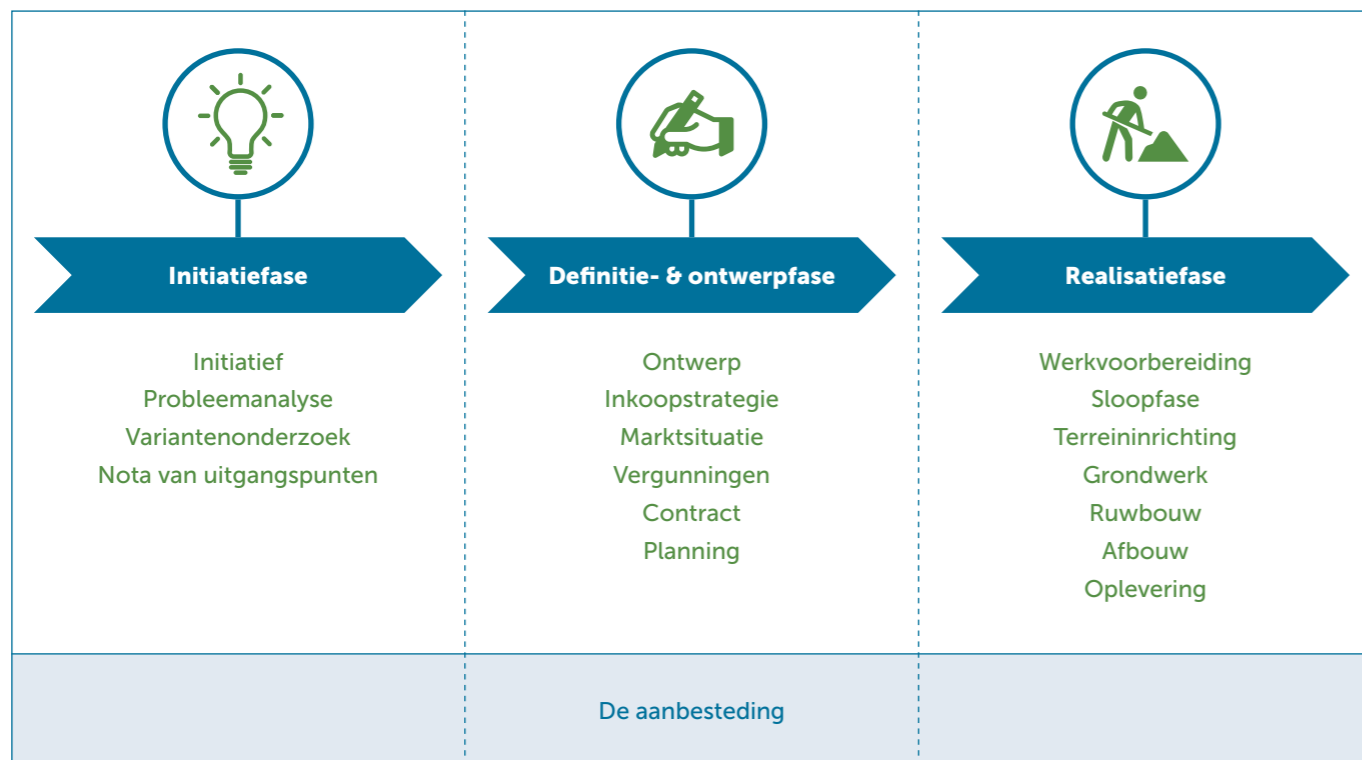 Initiatiefase
Initiatief
Probleemanalyse
Variantenonderzoek
Nota van uitgangspunten
Definitie- & ontwerpfase
Ontwerp
Inkoopstrategie
Marktsituatie
Vergunningen
Contract
Planning
Realisatiefase
Werkvoorbereiding
Sloopfase
Terreininrichting
Grondwerk
Ruwbouw
Afbouw
Oplevering
De aanbesteding